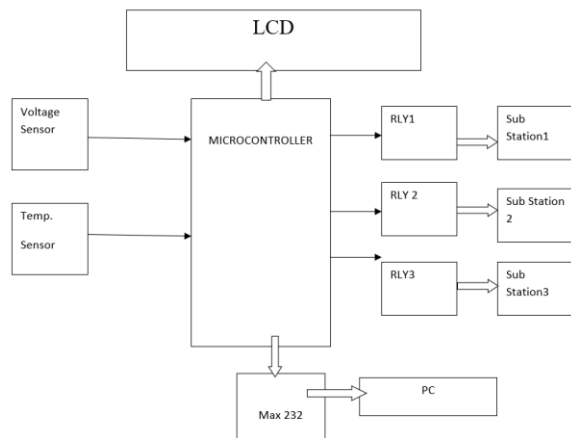 LCD
Voltage
Sensor
MICROCONTROLLER
RLY1
Sub
Station1
Temp.
Sensor
RLY 2
Sub Station
2
RLY3
Sub
Station3
Max 232
PC